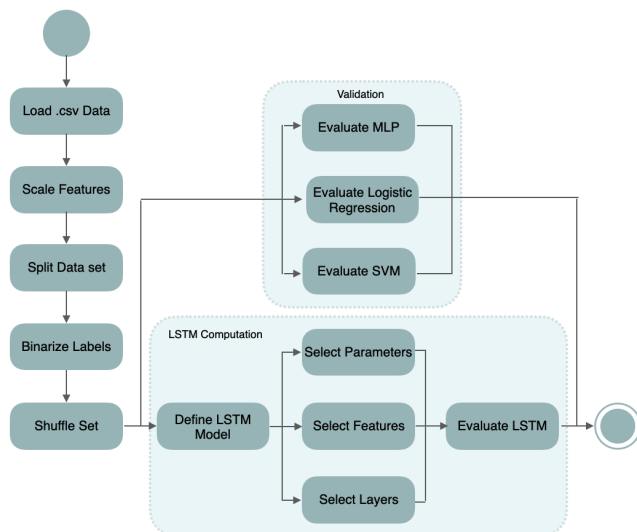 Load .csv Data
Scale Features
Split Data set
Binarize Labels
Shuffle Set
Validation
Evaluate MLP
Evaluate Logistic
Regression
Evaluate SVM
LSTM Computation
Define LSTM
Model
Select Parameters
Select Features
Select Layers
Evaluate LSTM